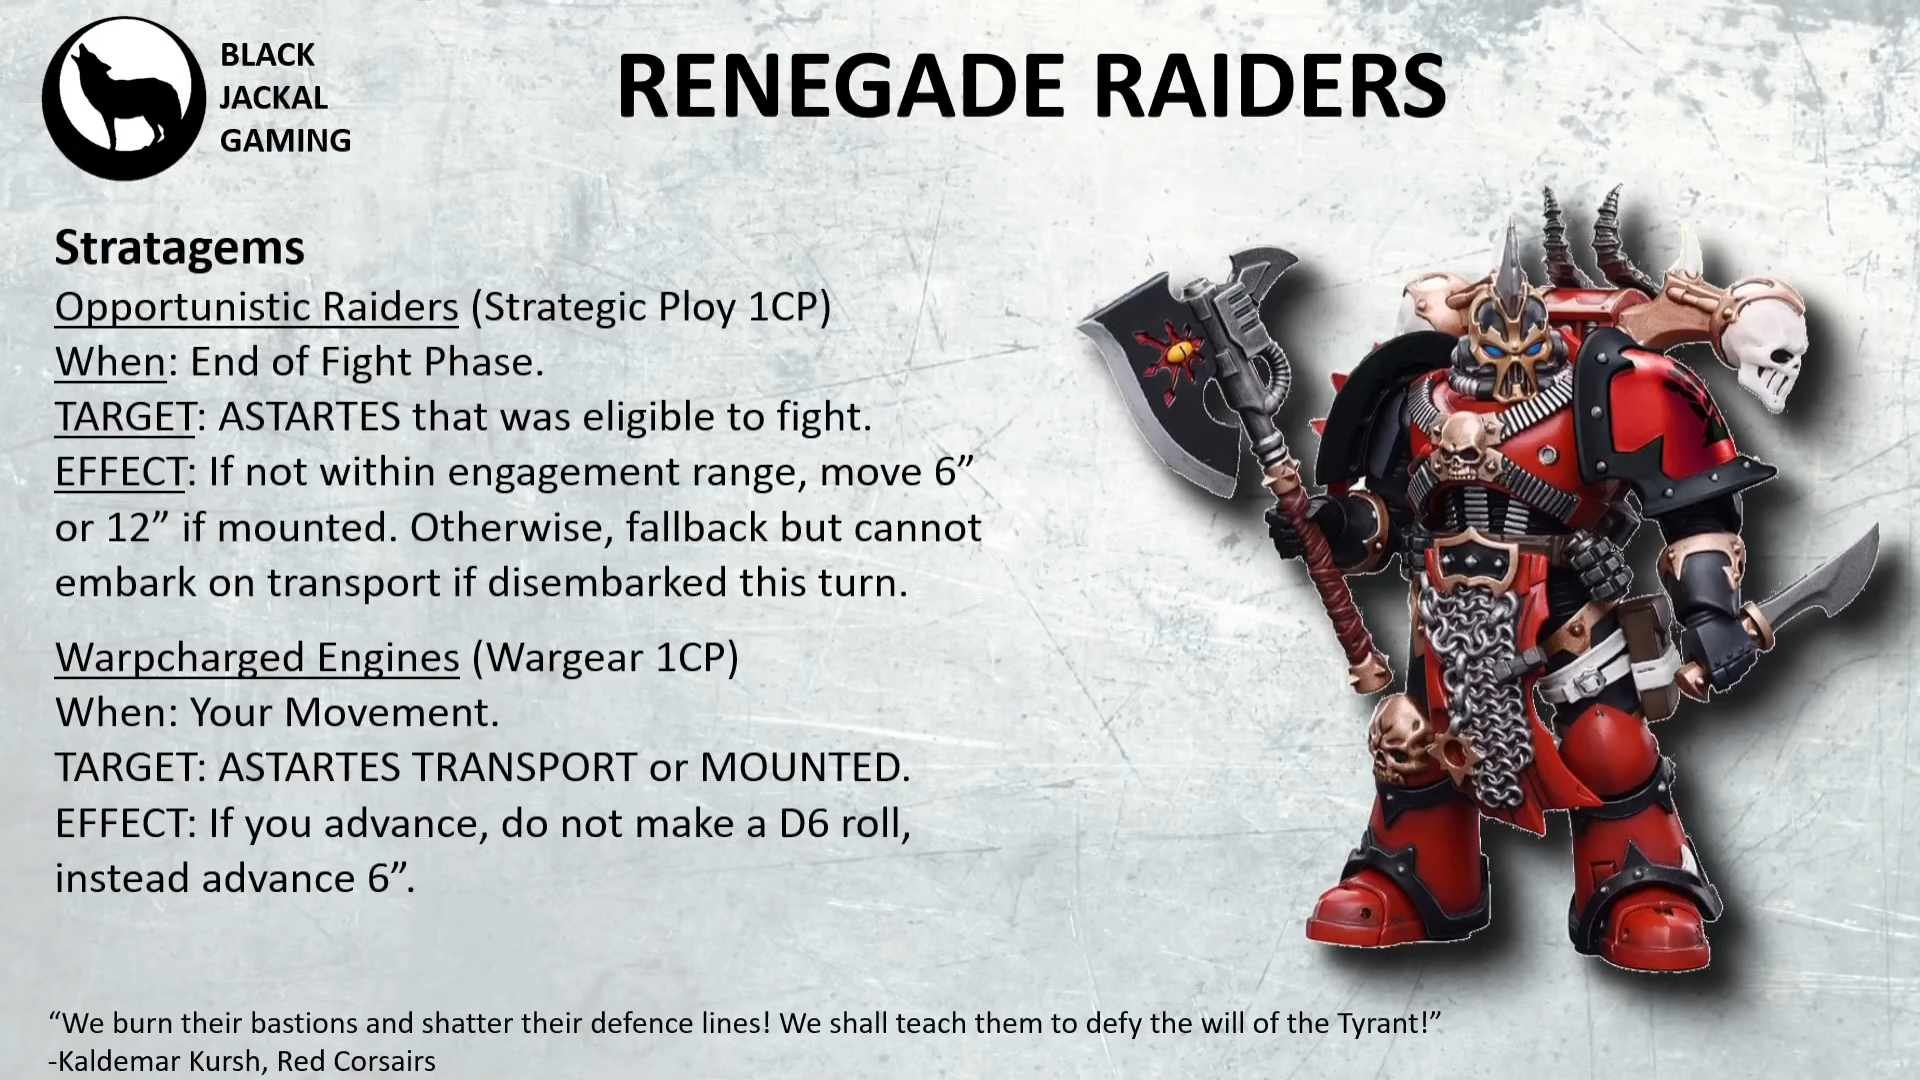 BLACK
JACKAL
GAMING
RENEGADE RAIDERS
Stratagems
Opportunistic Raiders (Strategic Ploy 1CP)
When: End of Fight Phase.
TARGET: ASTARTES that was eligible to fight.
EFFECT: If not within engagement range, move 6”
or 12” if mounted. Otherwise, fallback but cannot
embark on transport if disembarked this turn.
Warpcharged Engines (Wargear 1CP)
When: Your Movement.
TARGET: ASTARTES TRANSPORT or MOUNTED.
EFFECT: If you advance, do not make a D6 roll,
instead advance 6”.
“We burn their bastions and shatter their defence lines! We shall teach them to defy the will of the Tyrant!”
-Kaldemar Kursh, Red Corsairs